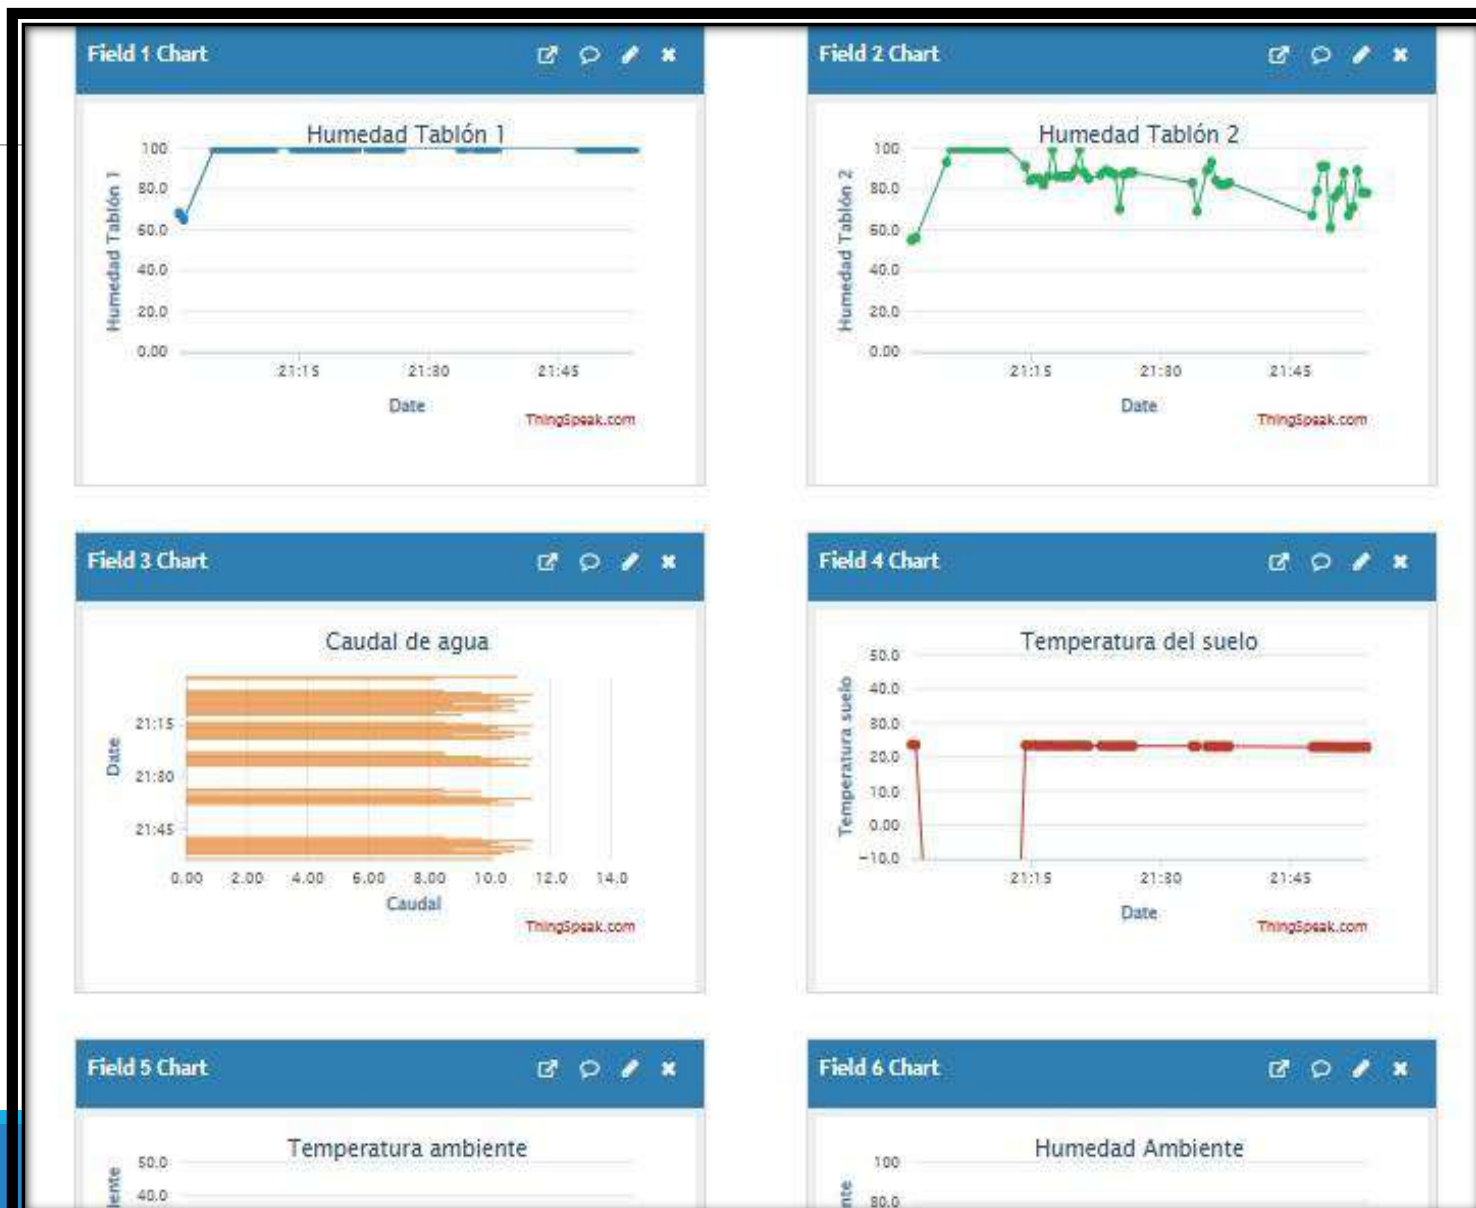 Field 1 Chart
Humedad Tablón 1
Humedad Tablón 1
100
80.0
60.0
40.0
20.0
0.00
21:15
21:30
21:45
Date
ThingSpeak.com
Field 2 Chart
Humedad Tablón 2
Humedad Tablón 2
100
80.0
60.0
40.0
20.0
0.00
21:15
21:30
21:45
Date
ThingSpeak.com
Field 3 Chart
Caudal de agua
Date
21:15
21:30
21:45
0.00
2.00
4.00
6.00
8.00
10.0
12.0
14.0
Caudal
ThingSpeak.com
Field 4 Chart
Temperatura del suelo
Temperatura suelo
50.0
40.0
30.0
20.0
10.0
0.00
-10.0
21:15
21:30
21:45
Date
ThingSpeak.com
Field 5 Chart
Temperatura ambiente
50.0
40.0
Field 6 Chart
Humedad Ambiente
100
80.0